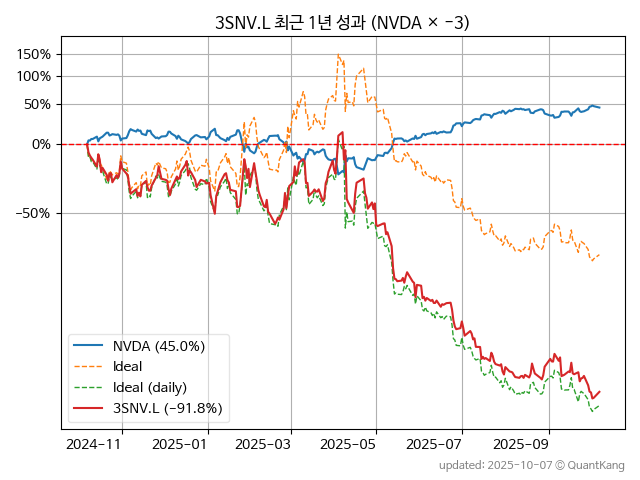 3SNV.L 최근 1년 성과 (NVDA × −3)
150%
100%
50%
0%
−50%
NVDA (45.0%)
Ideal
Ideal (daily)
3SNV.L (−91.8%)
2024−11
2025−01
2025−03
2025−05
2025−07
2025−09
updated: 2025-10-07 © QuantKang